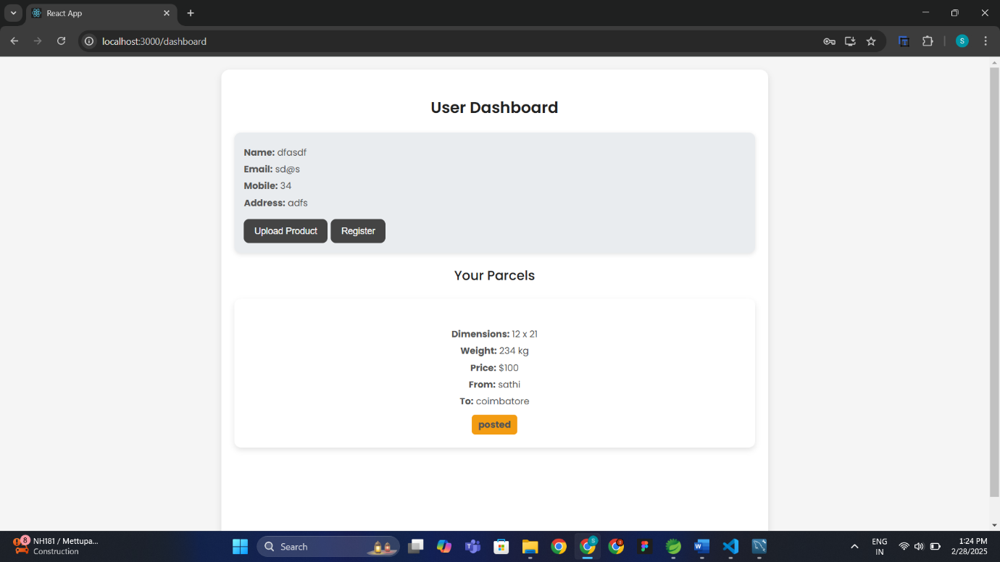 React App
localhost:3000/dashboard
S
User Dashboard
Name: dfasdf
Email: sd@s
Mobile: 34
Address: adfs
Upload Product
Register
Your Parcels
Dimensions: 12 x 21
Weight: 234 kg
Price: $100
From: sathi
To: coimbatore
posted
8
NH181 / Mettupa...
Construction
Search
S
ENG
IN
1:24 PM
2/28/2025